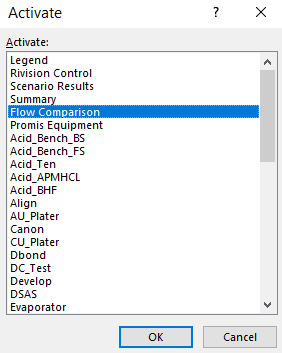 Activate
?
Activate:
Legend
Rivision Control
Scenario Results
Summary
Flow Comparison
Promis Equipment
Acid_Bench_BS
Acid_Bench_FS
Acid_Ten
Acid_APMHCL
Acid_BHF
Align
AU_Plater
Canon
CU_Plater
Dbond
DC_Test
Develop
DSAS
Evaporator
OK
Cancel